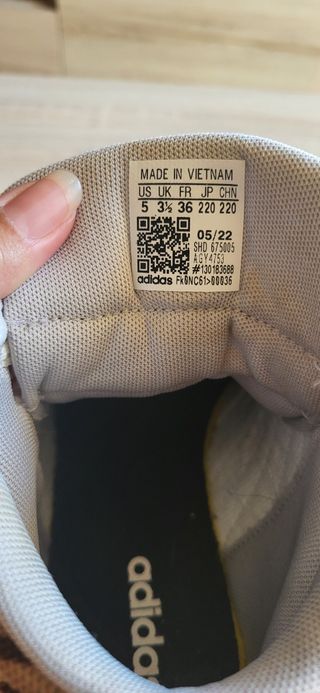 MADE IN VIETNAM
US UK FR JP CHN
5 3½ 36 220 220
05/22
SHD 675005
AGY4753
#130183688
adidas Fk0NC61>00036
adidas